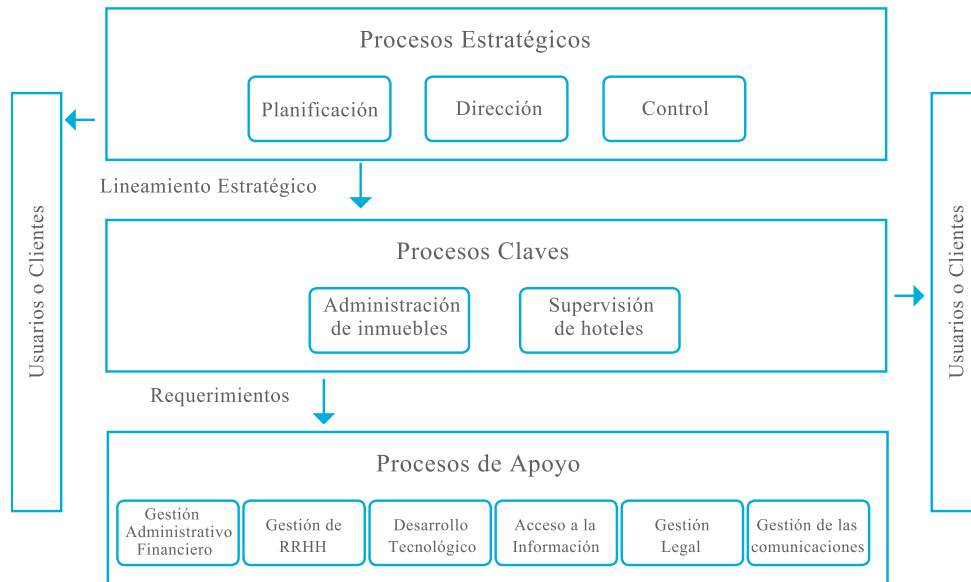 Procesos Estratégicos
Planificación
Dirección
Control
Usuarios o Clientes
Lineamiento Estratégico
Procesos Claves
Administración
de inmuebles
Supervisión
de hoteles
Usuarios o Clientes
Requerimientos
Procesos de Apoyo
Gestión
Administrativo
Financiero
Gestión de
RRHH
Desarrollo
Tecnológico
Acceso a la
Información
Gestión
Legal
Gestión de las
comunicaciones